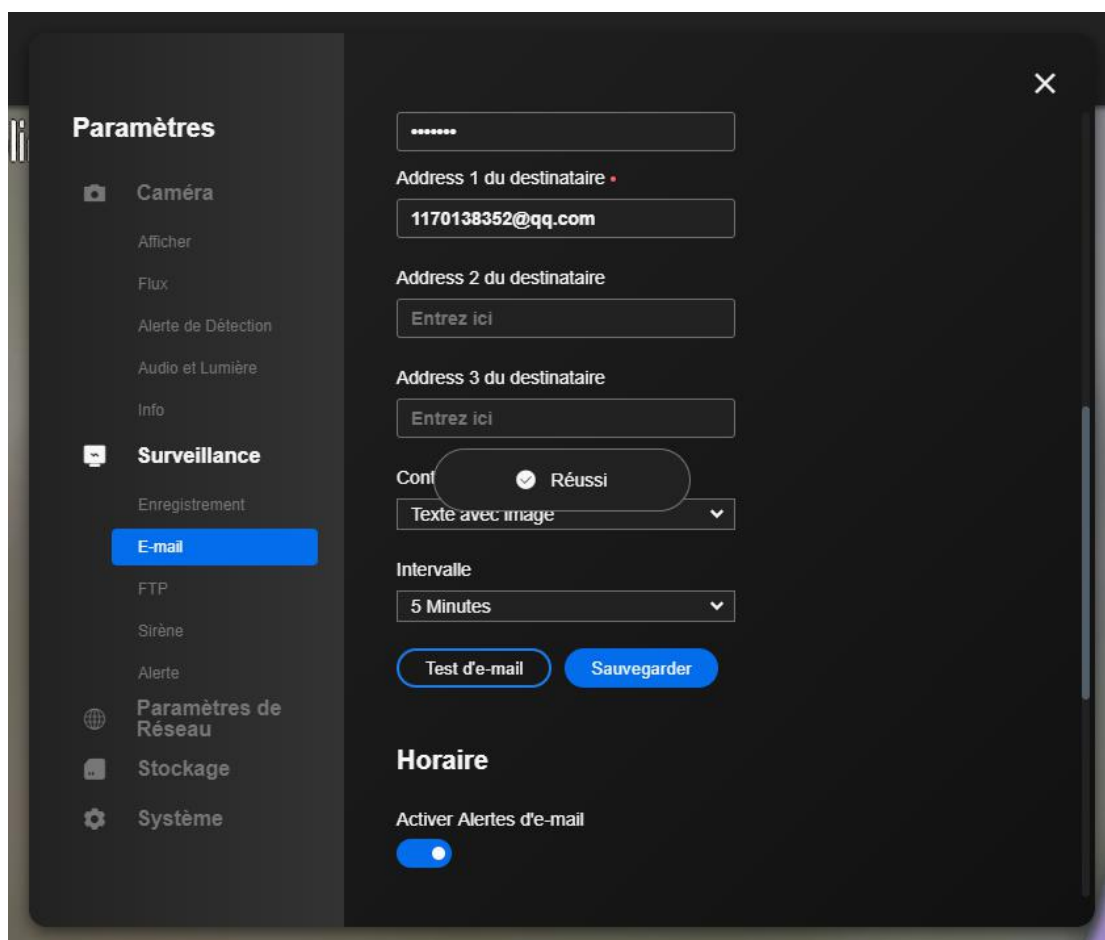 Paramètres
Caméra
Afficher
Flux
Alerte de Détection
Audio et Lumière
Info
Surveillance
Enregistrement
E-mail
FTP
Sirène
Alerte
Paramètres de
Réseau
Stockage
Système
•••••••
Address 1 du destinataire •
1170138352@qq.com
Address 2 du destinataire
Entrez ici
Address 3 du destinataire
Entrez ici
Réussi
Texte avec image
Intervalle
5 Minutes
Test d'e-mail
Sauvegarder
Horaire
Activer Alertes d'e-mail